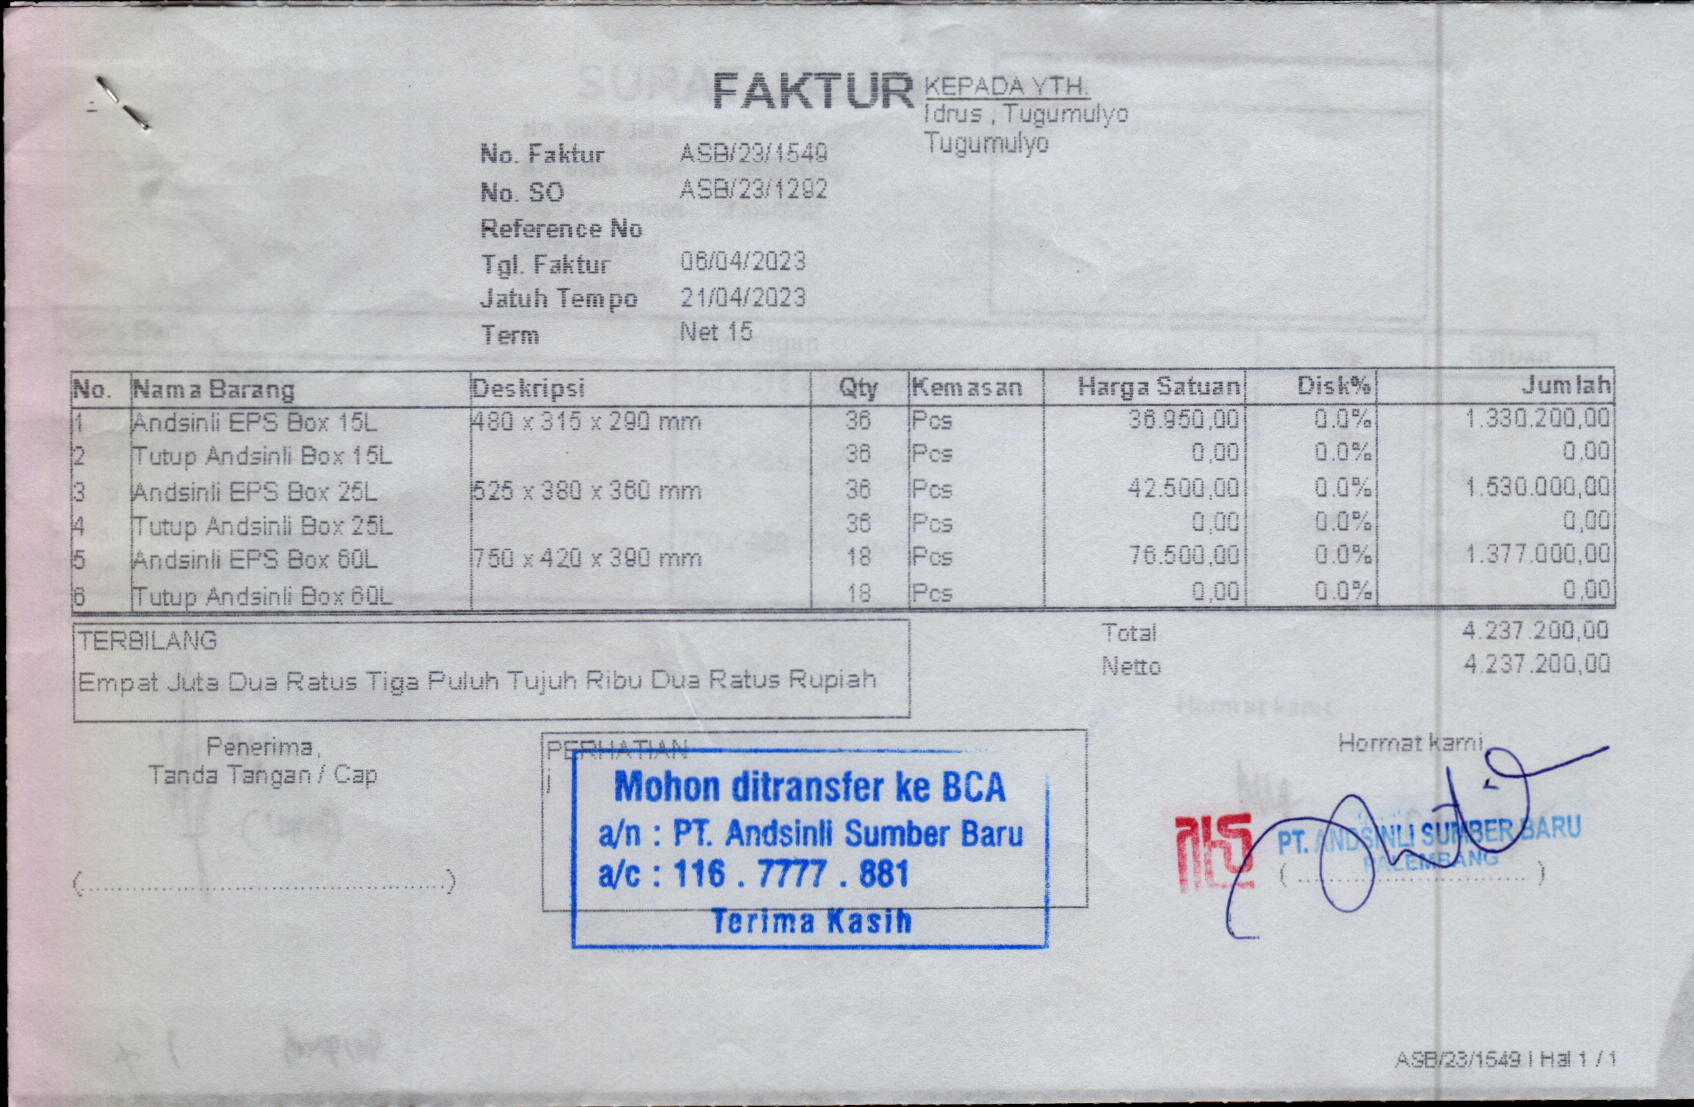 FAKTUR
KEPADA YTH.
Idrus , Tugumulyo
Tugumulyo
No. Faktur ASB/23/1549
No. SO ASB/23/1292
Reference No
Tgl. Faktur 06/04/2023
Jatuh Tempo 21/04/2023
Term Net 15
No. Nama Barang Deskripsi Qty Kemasan Harga Satuan Disk% Jumlah
1 Andsinli EPS Box 15L 480 x 315 x 290 mm 36 Pcs 36.950,00 0.0% 1.330.200,00
2 Tutup Andsinli Box 15L 36 Pcs 0,00 0.0% 0,00
3 Andsinli EPS Box 25L 525 x 380 x 360 mm 36 Pcs 42.500,00 0.0% 1.530.000,00
4 Tutup Andsinli Box 25L 36 Pcs 0,00 0.0% 0,00
5 Andsinli EPS Box 60L 750 x 420 x 390 mm 18 Pcs 76.500,00 0.0% 1.377.000,00
6 Tutup Andsinli Box 60L 18 Pcs 0,00 0.0% 0,00
TERBILANG
Empat Juta Dua Ratus Tiga Puluh Tujuh Ribu Dua Ratus Rupiah
Total 4.237.200,00
Netto 4.237.200,00
Penerima,
Tanda Tangan / Cap
(............................................)
PERHATIAN
Mohon ditransfer ke BCA
a/n : PT. Andsinli Sumber Baru
a/c : 116 . 7777 . 881
Terima Kasih
Hormat kami
PT. ANDSINLI SUMBER BARU
PALEMBANG
( ................................ )
ASB/23/1549 | Hal 1 / 1